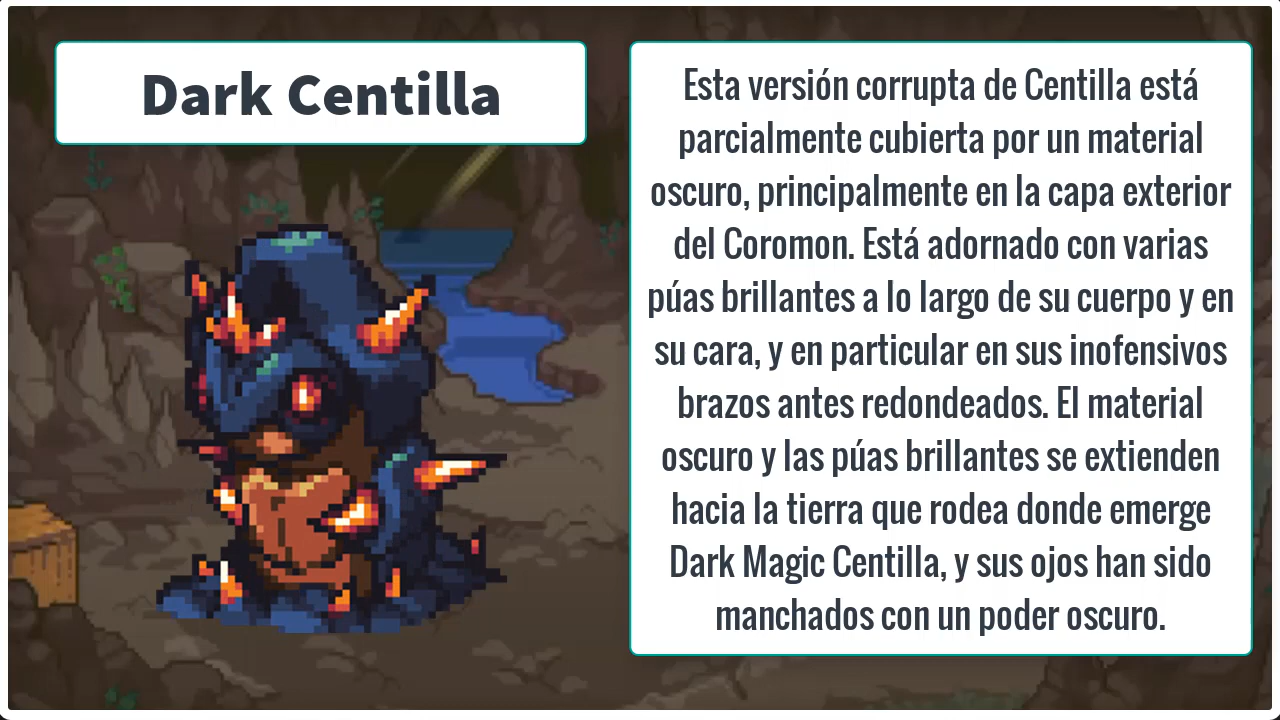 Dark Centilla
Esta versión corrupta de Centilla está
parcialmente cubierta por un material
oscuro, principalmente en la capa exterior
del Coromon. Está adornado con varias
púas brillantes a lo largo de su cuerpo y en
su cara, y en particular en sus inofensivos
brazos antes redondeados. El material
oscuro y las púas brillantes se extienden
hacia la tierra que rodea donde emerge
Dark Magic Centilla, y sus ojos han sido
manchados con un poder oscuro.